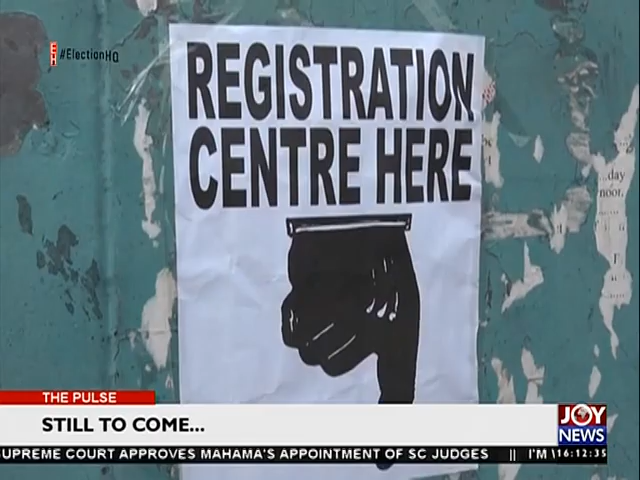 EH #ElectionHQ
REGISTRATION
CENTRE HERE
...day
noor,
THE PULSE
STILL TO COME...
JOY
NEWS
UPREME COURT APPROVES MAHAMA'S APPOINTMENT OF SC JUDGES || I'M 16:12:35